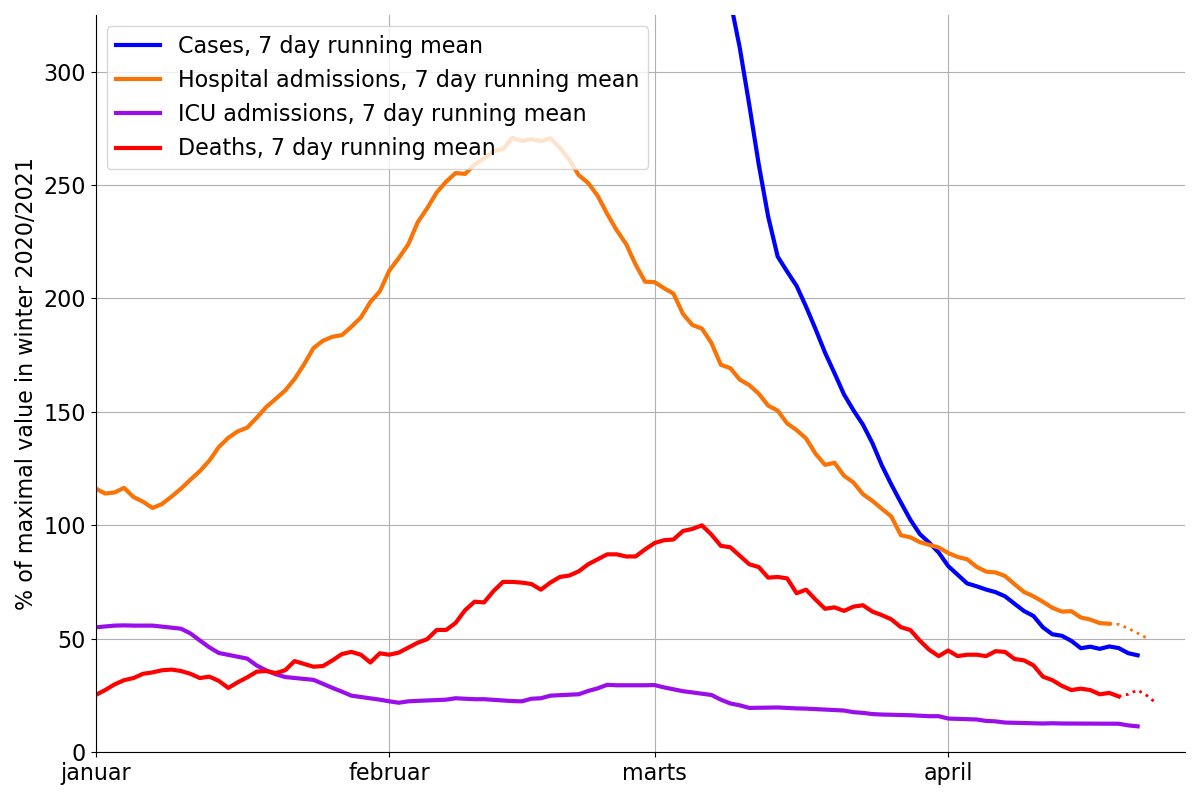 Cases, 7 day running mean
Hospital admissions, 7 day running mean
ICU admissions, 7 day running mean
Deaths, 7 day running mean
% of maximal value in winter 2020/2021
300
250
200
150
100
50
0
januar februar marts april